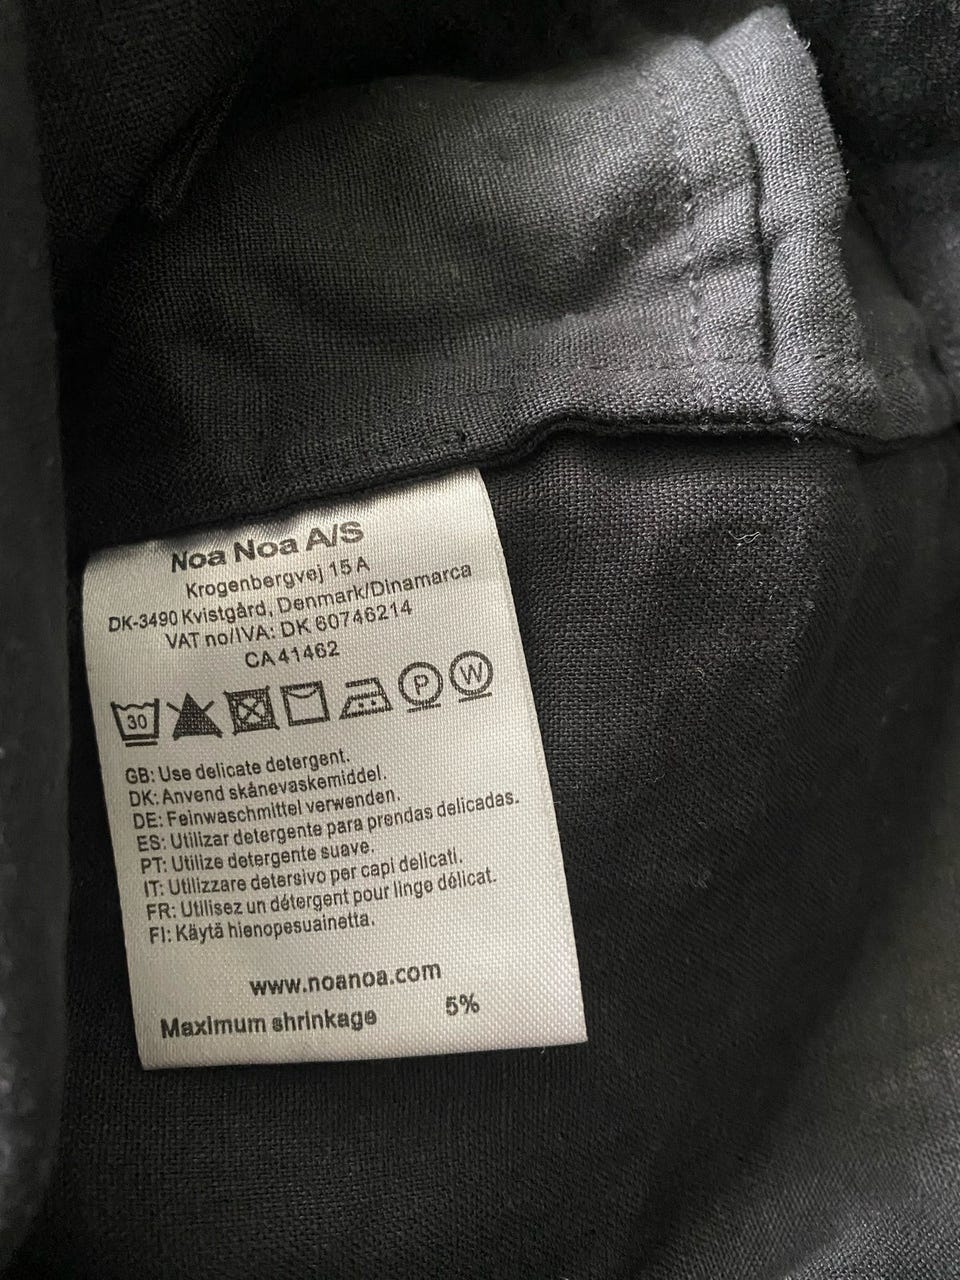 Noa Noa A/S
Krogenbergvej 15 A
DK-3490 Kvistgård, Denmark/Dinamarca
VAT no/IVA: DK 60746214
CA 41462
30 P W
GB: Use delicate detergent.
DK: Anvend skånevaskemiddel.
DE: Feinwaschmittel verwenden.
ES: Utilizar detergente para prendas delicadas.
PT: Utilize detergente suave.
IT: Utilizzare detersivo per capi delicati.
FR: Utilisez un détergent pour linge délicat.
FI: Käytä hienopesuainetta.
www.noanoa.com
Maximum shrinkage 5%